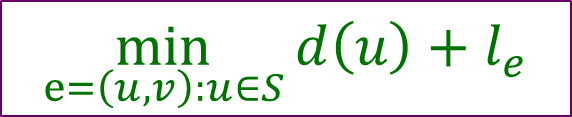 min d(u) + l_e
e=(u,v):u∈S